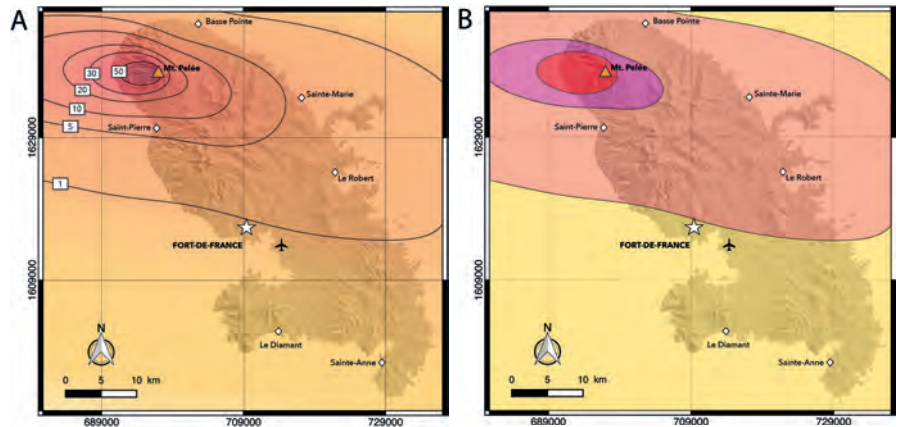 A
Basse Pointe
30
50
Mt. Pelée
20
10
Sainte-Marie
5
Saint-Pierre
1629000
Le Robert
1
FORT-DE-FRANCE
1609000
Le Diamant
N
Sainte-Anne
0 5 10 km
689000 709000 729000
B
Basse Pointe
Mt. Pelée
Sainte-Marie
Saint-Pierre
1629000
Le Robert
FORT-DE-FRANCE
1609000
Le Diamant
N
Sainte-Anne
0 5 10 km
689000 709000 729000